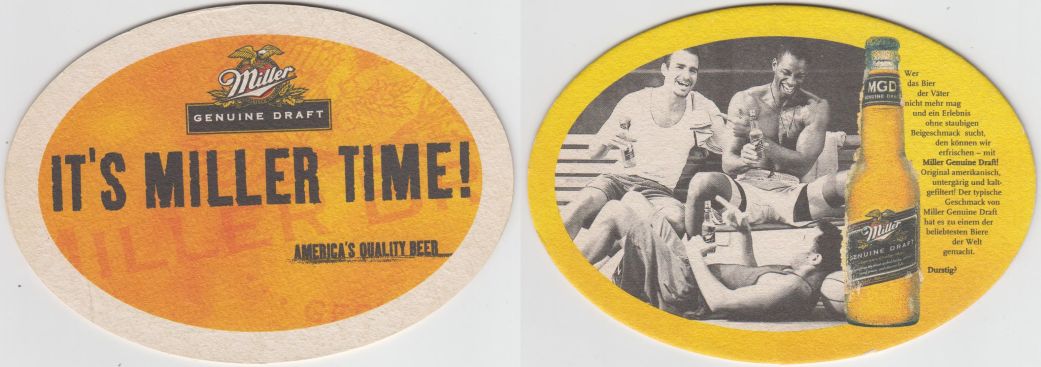 Miller
GENUINE DRAFT
IT'S MILLER TIME!
AMERICA'S QUALITY BEER
MGD
GENUINE DRAFT
Miller
GENUINE DRAFT
Wer
das Bier
der Väter
nicht mehr mag
und ein Erlebnis
ohne staubigen
Beigeschmack sucht,
den können wir
erfrischen – mit
Miller Genuine Draft!
Original amerikanisch,
untergärig und kalt-
gefiltert! Der typische
Geschmack von
Miller Genuine Draft
hat es zu einem der
beliebtesten Biere
der Welt
gemacht.
Durstig?